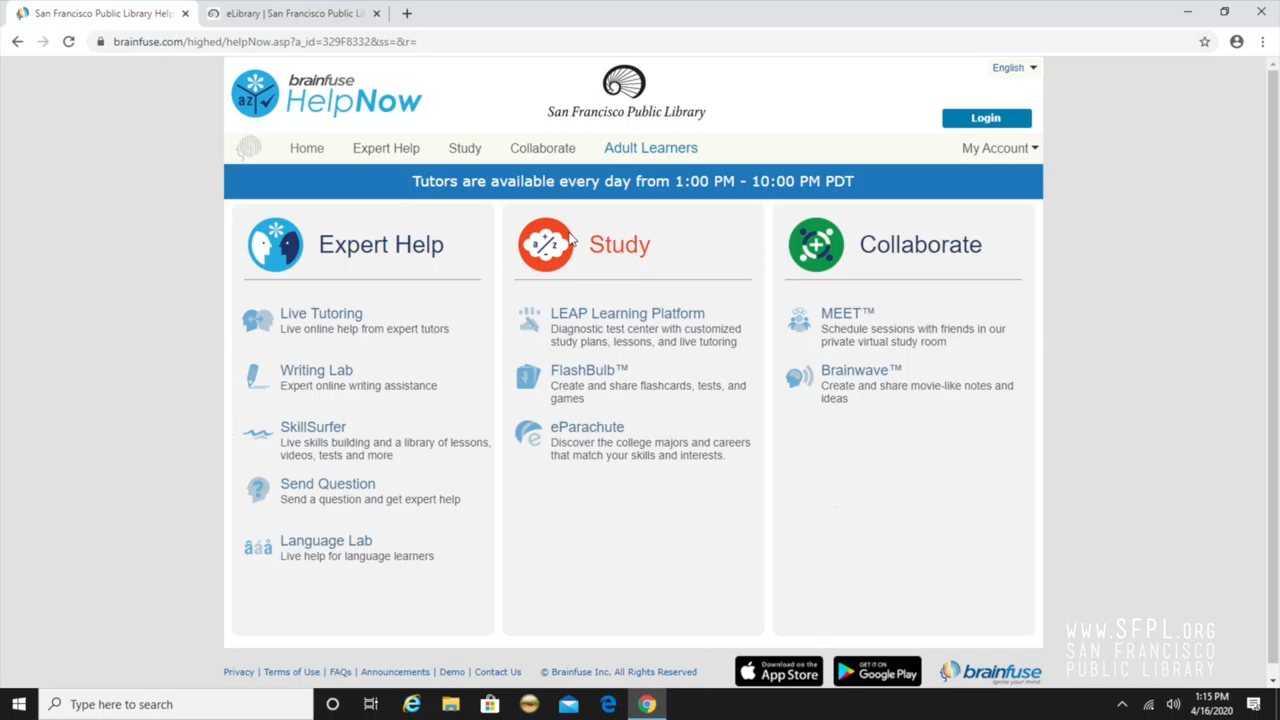 San Francisco Public Library Help
eLibrary | San Francisco Public Li
brainfuse.com/highed/helpNow.asp?a_id=329F8332&ss=&r=
brainfuse
HelpNow
az
San Francisco Public Library
English
Login
Home
Expert Help
Study
Collaborate
Adult Learners
My Account
Tutors are available every day from 1:00 PM - 10:00 PM PDT
Expert Help
Live Tutoring
Live online help from expert tutors
Writing Lab
Expert online writing assistance
SkillSurfer
Live skills building and a library of lessons,
videos, tests and more
Send Question
Send a question and get expert help
Language Lab
Live help for language learners
a/z
Study
LEAP Learning Platform
Diagnostic test center with customized
study plans, lessons, and live tutoring
FlashBulb™
Create and share flashcards, tests, and
games
eParachute
Discover the college majors and careers
that match your skills and interests.
Collaborate
MEET™
Schedule sessions with friends in our
private virtual study room
Brainwave™
Create and share movie-like notes and
ideas
Privacy | Terms of Use | FAQs | Announcements | Demo | Contact Us
© Brainfuse Inc. All Rights Reserved
Download on the
App Store
GET IT ON
Google Play
brainfuse
ignite your mind
WWW.SFPL.ORG
SAN FRANCISCO
PUBLIC LIBRARY
Type here to search
1:15 PM
4/16/2020